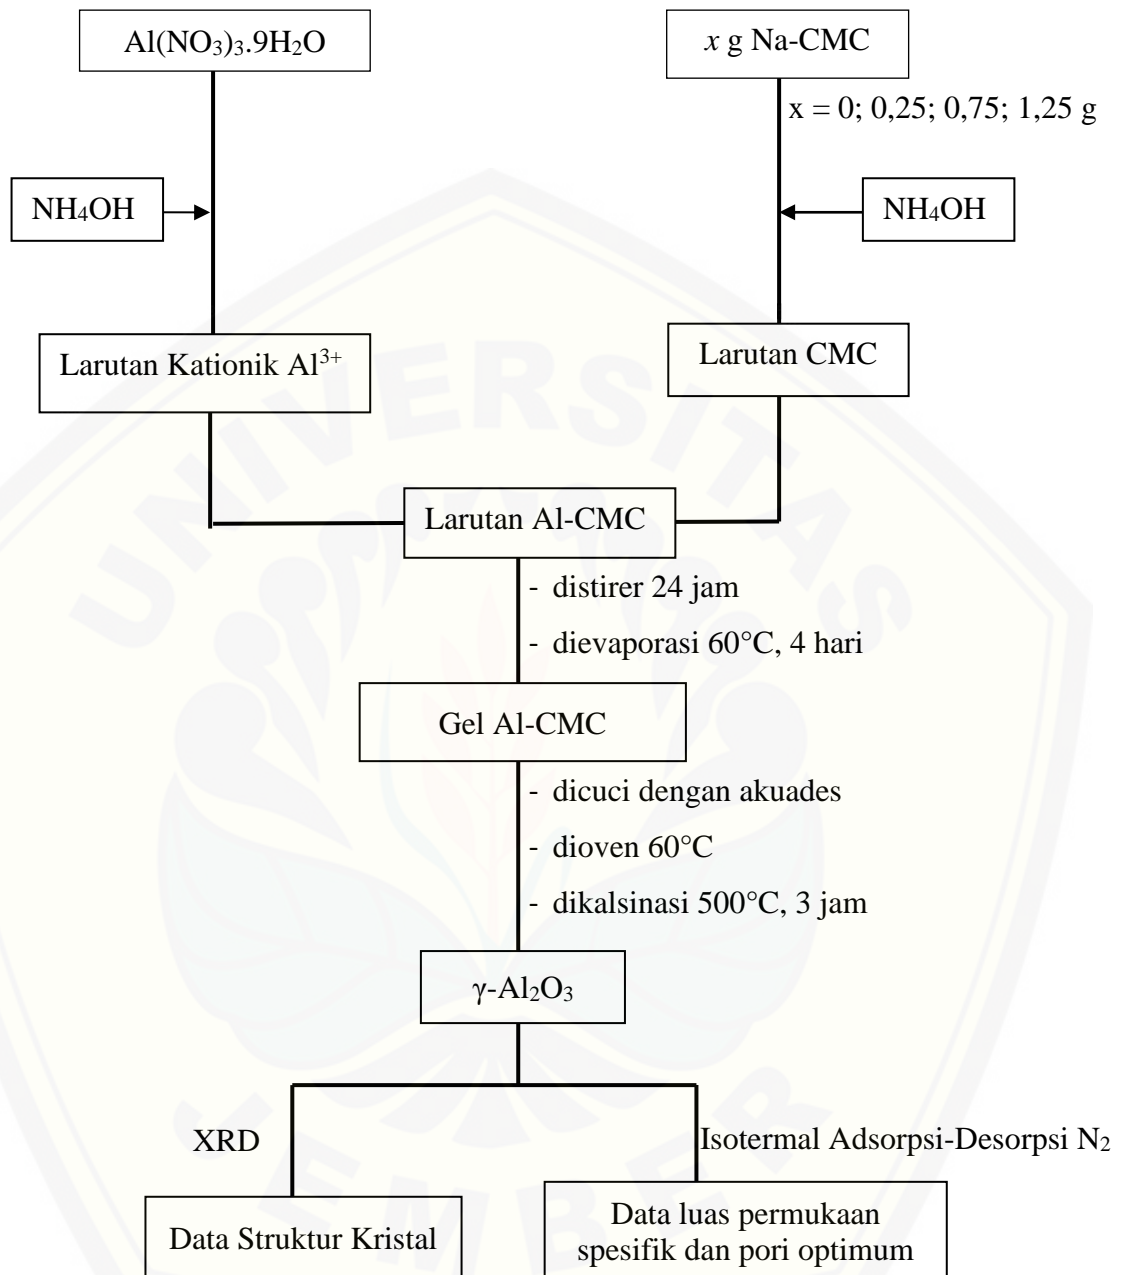 Al(NO₃)₃.9H₂O
x g Na-CMC
x = 0; 0,25; 0,75; 1,25 g
NH₄OH
NH₄OH
Larutan Kationik Al³⁺
Larutan CMC
Larutan Al-CMC
- distirer 24 jam
- dievaporasi 60°C, 4 hari
Gel Al-CMC
- dicuci dengan akuades
- dioven 60°C
- dikalsinasi 500°C, 3 jam
γ-Al₂O₃
XRD
Isotermal Adsorpsi-Desorpsi N₂
Data Struktur Kristal
Data luas permukaan
spesifik dan pori optimum
UNIVERSITAS
JEMBER